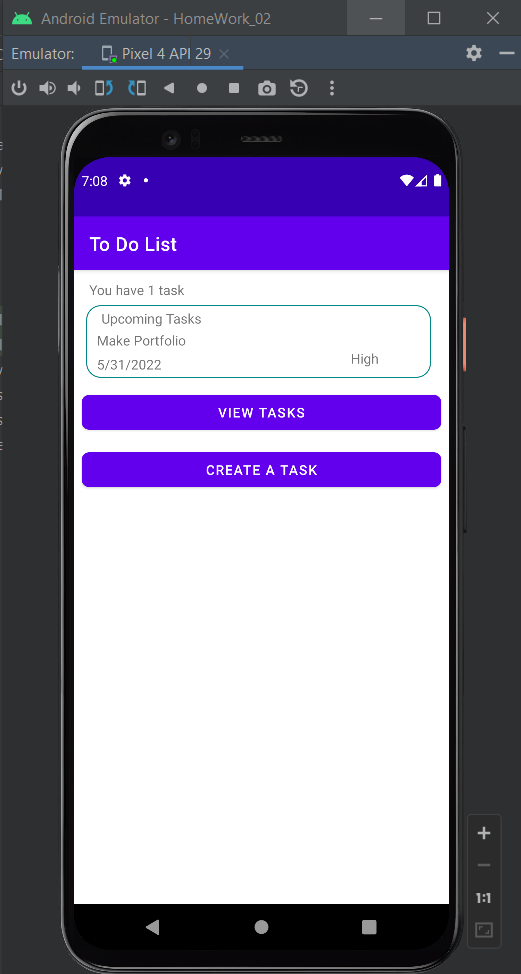 Android Emulator - HomeWork_02
Emulator: Pixel 4 API 29
7:08
To Do List
You have 1 task
Upcoming Tasks
Make Portfolio
5/31/2022 High
VIEW TASKS
CREATE A TASK
1:1